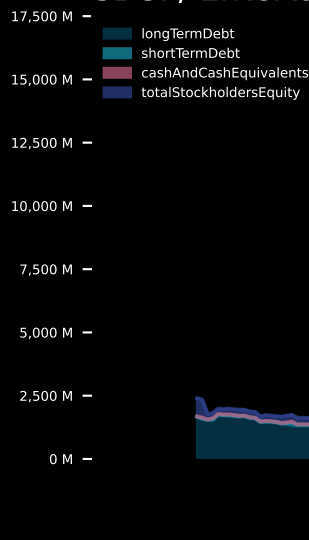 17,500 M
longTermDebt
shortTermDebt
15,000 M
cashAndCashEquivalents
totalStockholdersEquity
12,500 M
10,000 M
7,500 M
5,000 M
2,500 M
0 M